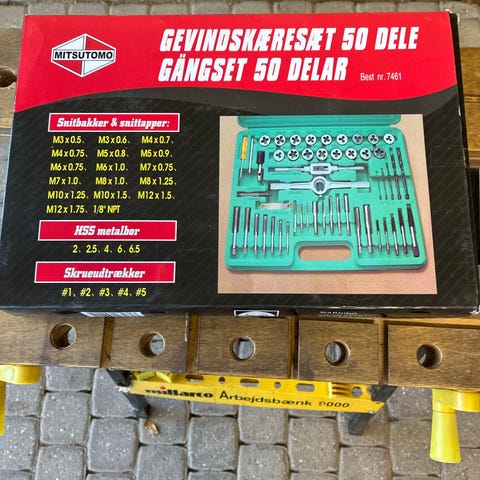 MITSUTOMO
GEVINDSKÆRESÆT 50 DELE
GÄNGSET 50 DELAR
Best nr. 7461
Snitbakker & snittapper:
M3 x 0.5、 M3 x 0.6、 M4 x 0.7、
M4 x 0.75、 M5 x 0.8、 M5 x 0.9、
M6 x 0.75、 M6 x 1.0、 M7 x 0.75、
M7 x 1.0、 M8 x 1.0、 M8 x 1.25、
M10 x 1.25、 M10 x 1.5、 M12 x 1.5、
M12 x 1.75、 1/8" NPT
HSS metalbor
2、 2.5、 4、 6、 6.5
Skrueudtrækker
#1、 #2、 #3、 #4、 #5
WARNING
millarco Arbejdsbænk 9000